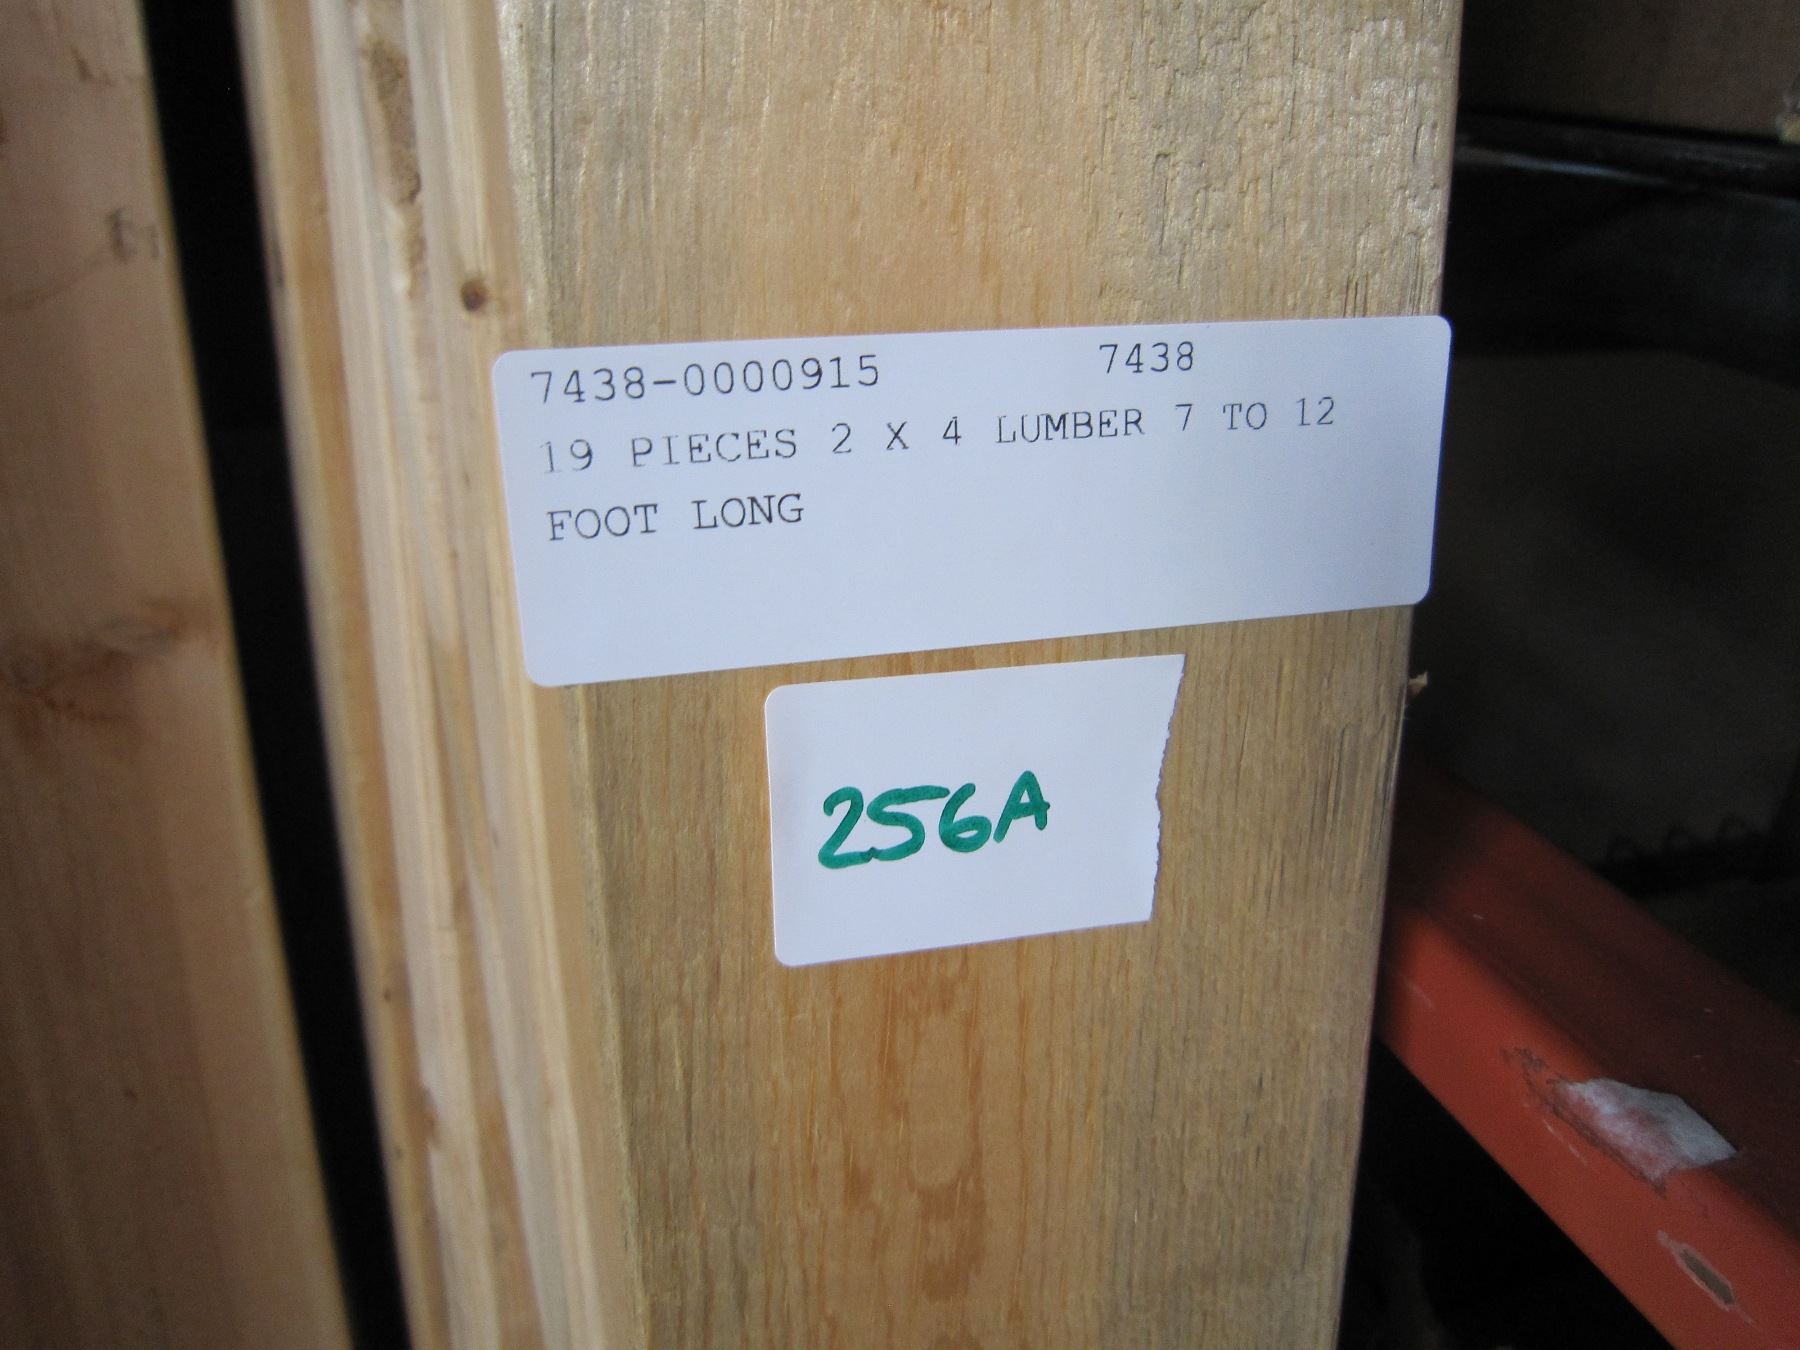 7438-0000915 7438
19 PIECES 2 X 4 LUMBER 7 TO 12
FOOT LONG
256A